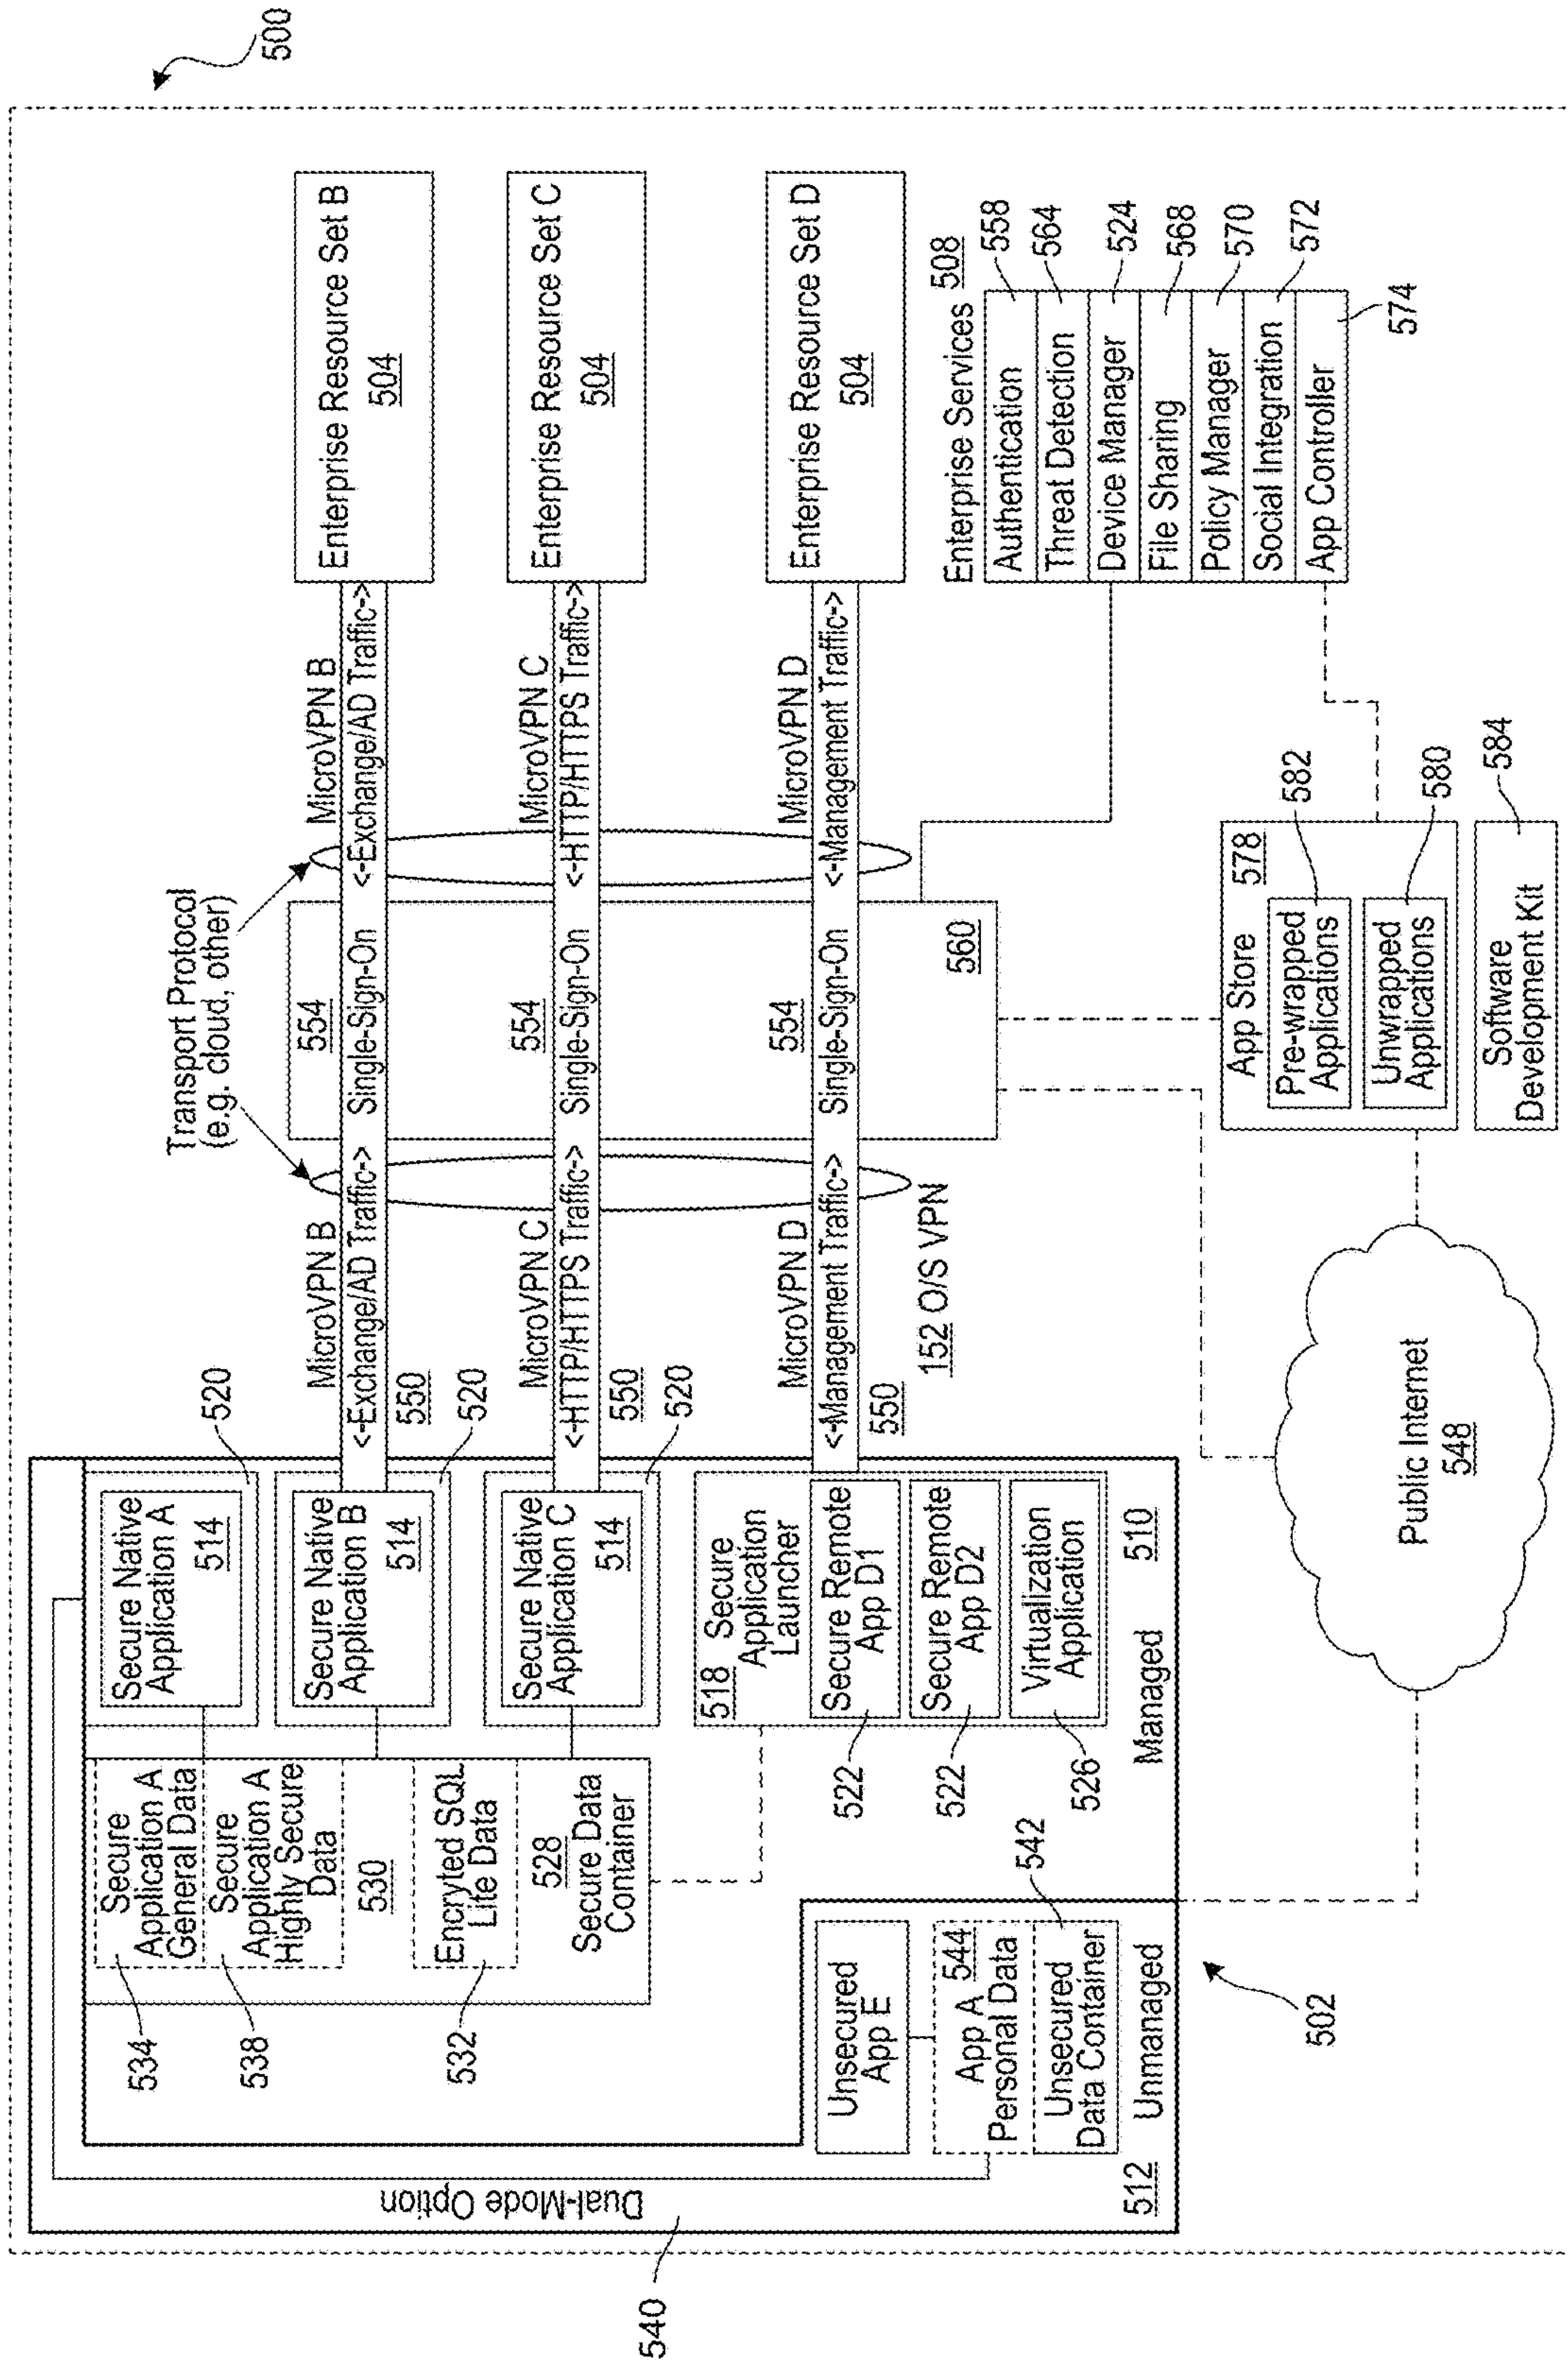 500
540
Dual-Mode Option
534
538
532
Secure
Application A
General Data
Secure
Application A
Highly Secure
Data
530
Encryted SQL
Lite Data
528
Secure Data
Container
Secure Native
Application A
514
520
Secure Native
Application B
514
520
Secure Native
Application C
514
520
518 Secure
Application
Launcher
Secure Remote
App D1
Secure Remote
App D2
Virtualization
Application
522
522
526
Managed
510
Unsecured
App E
544
App A
Personal Data
Unsecured
Data Container
542
Unmanaged
512
502
Transport Protocol
(e.g. cloud, other)
MicroVPN B
<-Exchange/AD Traffic->
550
554
Single-Sign-On
MicroVPN B
<-Exchange/AD Traffic->
Enterprise Resource Set B
504
MicroVPN C
<-HTTP/HTTPS Traffic->
550
554
Single-Sign-On
MicroVPN C
<-HTTP/HTTPS Traffic->
Enterprise Resource Set C
504
MicroVPN D
<-Management Traffic->
550
554
Single-Sign-On
MicroVPN D
<-Management Traffic->
Enterprise Resource Set D
504
152 O/S VPN
560
Enterprise Services 508
Authentication
558
Threat Detection
564
Device Manager
524
File Sharing
568
Policy Manager
570
Social Integration
572
App Controller
574
Public Internet
548
App Store 578
Pre-wrapped
Applications
582
Unwrapped
Applications
580
Software
Development Kit
584